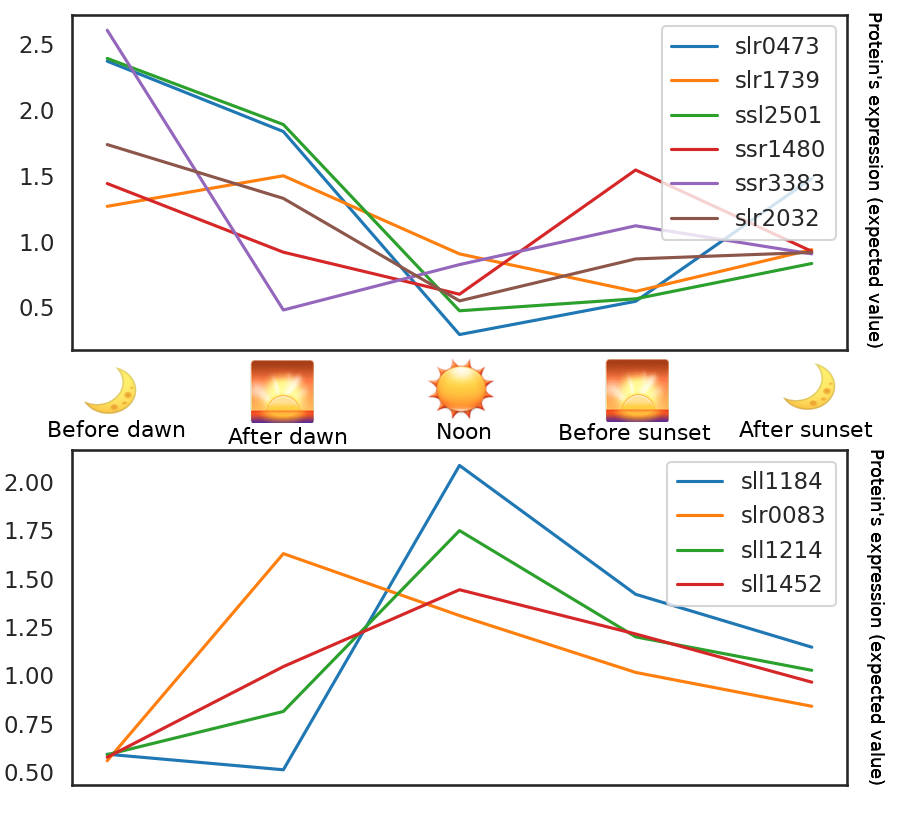 2.5
2.0
1.5
1.0
0.5
slr0473
slr1739
ssl2501
ssr1480
ssr3383
slr2032
Protein's expression (expected value)
Before dawn
After dawn
Noon
Before sunset
After sunset
2.00
1.75
1.50
1.25
1.00
0.75
0.50
sll1184
slr0083
sll1214
sll1452
Protein's expression (expected value)